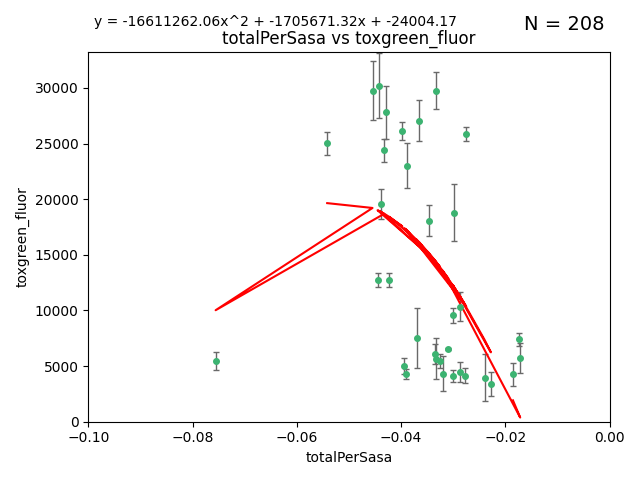 y = -16611262.06x^2 + -1705671.32x + -24004.17
N = 208
totalPerSasa vs toxgreen_fluor
30000
25000
20000
15000
10000
5000
0
toxgreen_fluor
−0.10
−0.08
−0.06
−0.04
−0.02
0.00
totalPerSasa